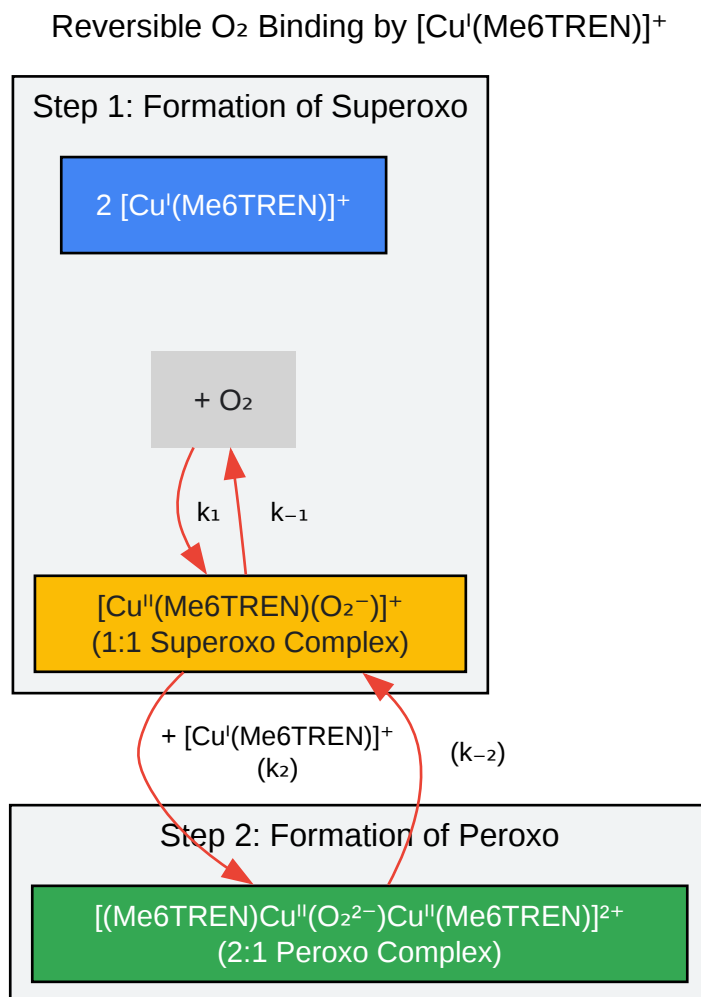 Reversible O₂ Binding by [Cuᴵ(Me6TREN)]⁺
Step 1: Formation of Superoxo
2 [Cuᴵ(Me6TREN)]⁺
+ O₂
k₁
k₋₁
[Cuᴵᴵ(Me6TREN)(O₂⁻)]⁺
(1:1 Superoxo Complex)
+ [Cuᴵ(Me6TREN)]⁺
(k₂)
(k₋₂)
Step 2: Formation of Peroxo
[(Me6TREN)Cuᴵᴵ(O₂²⁻)Cuᴵᴵ(Me6TREN)]²⁺
(2:1 Peroxo Complex)